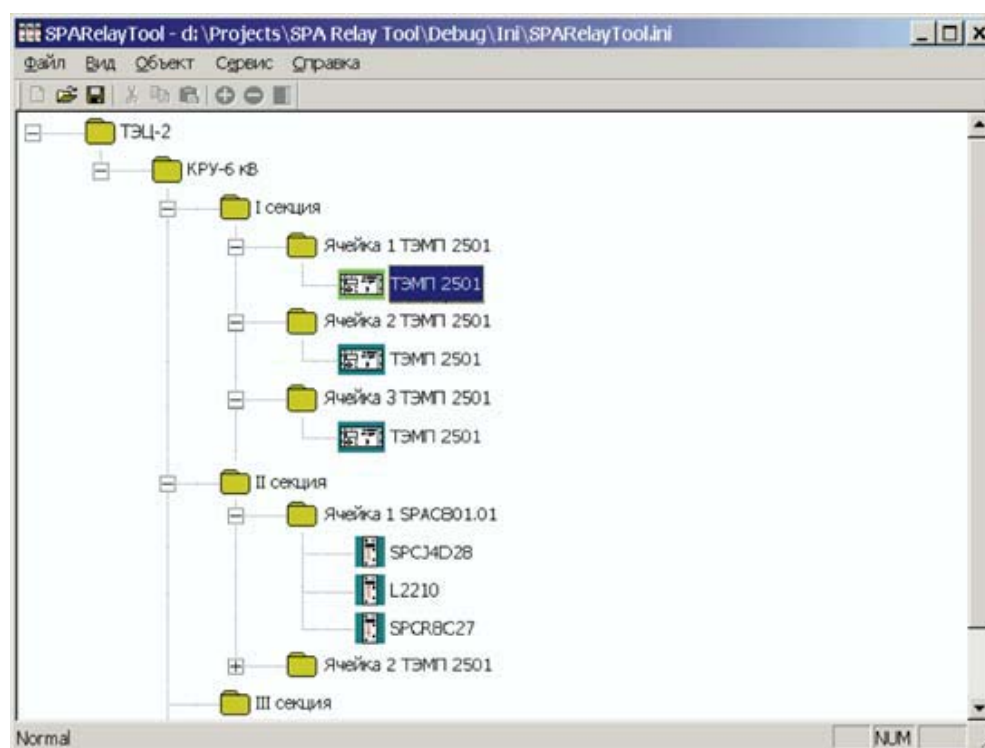 SPARelayTool - d:\Projects\SPA Relay Tool\Debug\Ini\SPARelayTool.ini
Файл Вид Объект Сервис Справка
ТЭЦ-2
КРУ-6 кВ
I секция
Ячейка 1 ТЭМП 2501
ТЭМП 2501
Ячейка 2 ТЭМП 2501
ТЭМП 2501
Ячейка 3 ТЭМП 2501
ТЭМП 2501
II секция
Ячейка 1 SPAC801.01
SPCJ4D28
L2210
SPCR8C27
Ячейка 2 ТЭМП 2501
III секция
Normal NUM